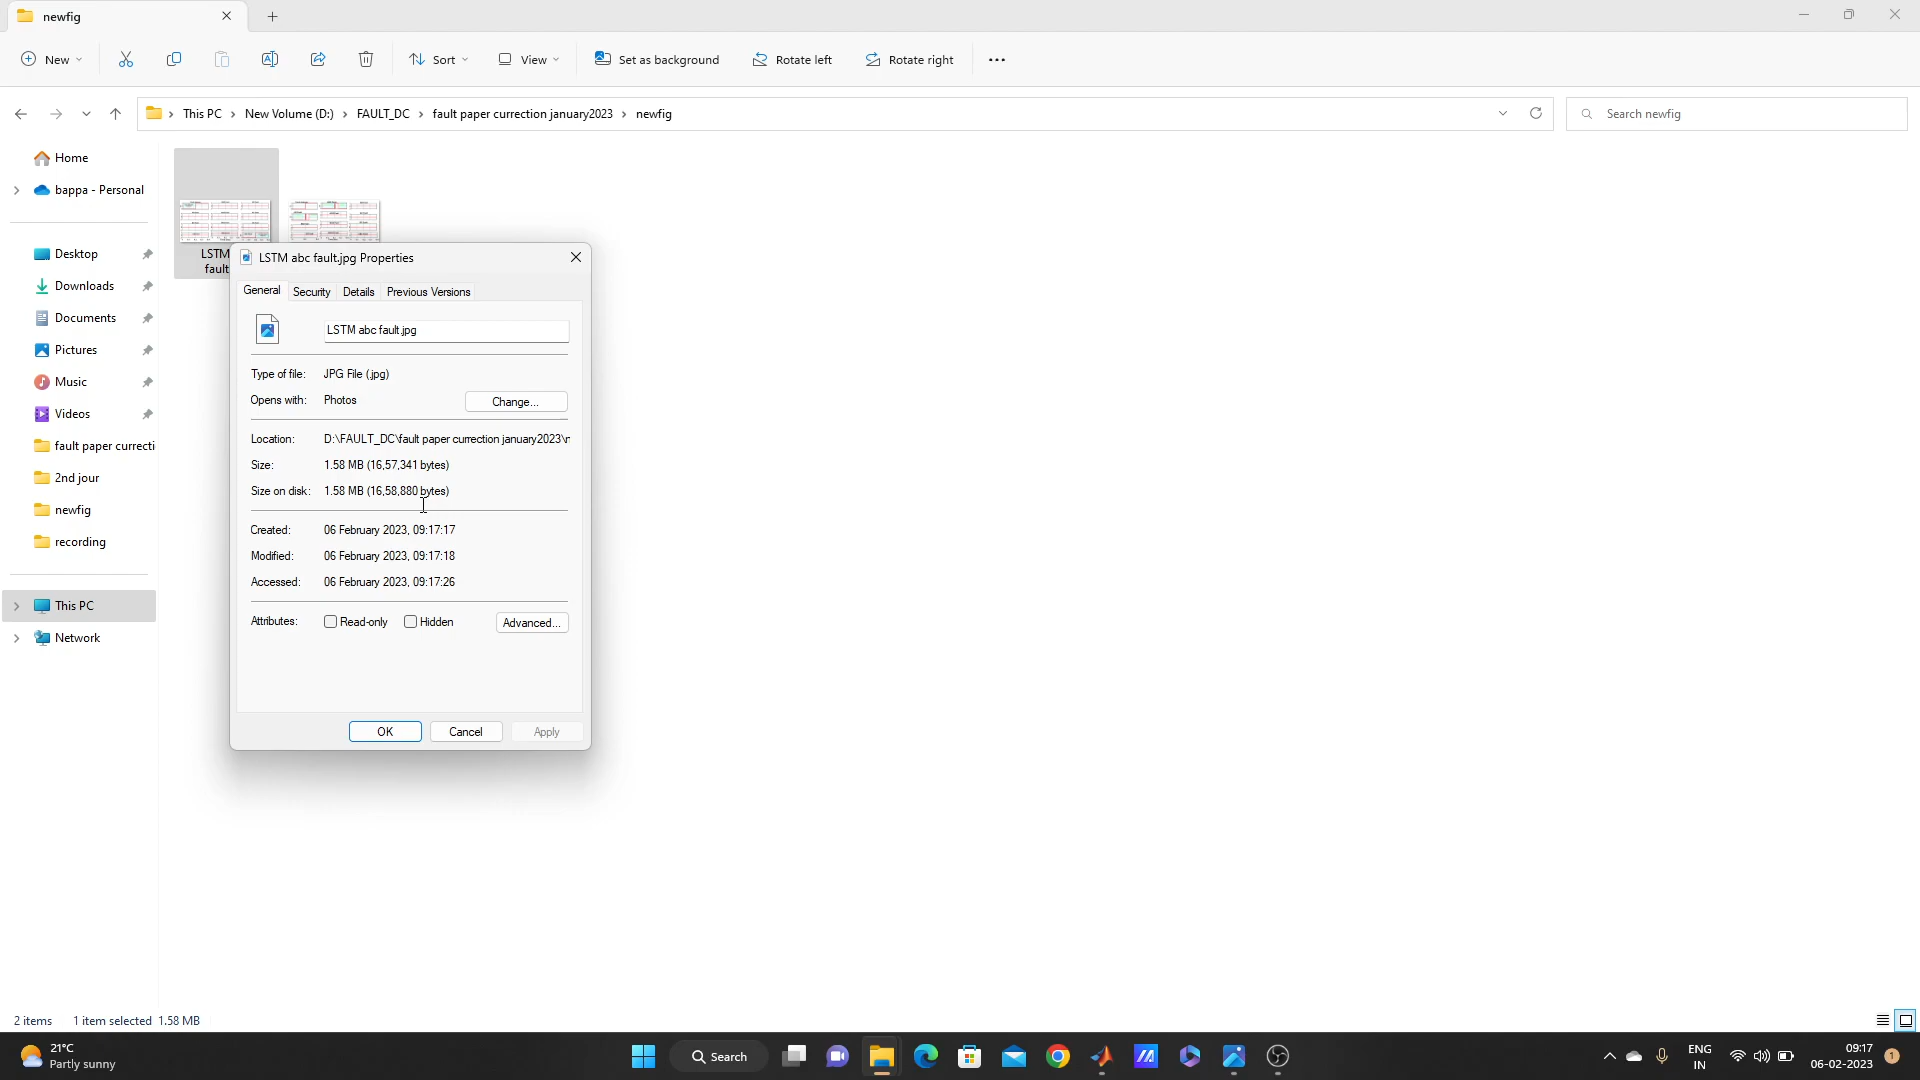 newfig
New
Sort
View
Set as background
Rotate left
Rotate right
This PC > New Volume (D:) > FAULT_DC > fault paper currection january2023 > newfig
Search newfig
Home
bappa - Personal
Desktop
Downloads
Documents
Pictures
Music
Videos
fault paper currecti
2nd jour
newfig
recording
This PC
Network
LSTM
fault
LSTM abc fault.jpg Properties
General
Security
Details
Previous Versions
LSTM abc fault.jpg
Type of file: JPG File (.jpg)
Opens with: Photos
Change...
Location: D:\FAULT_DC\fault paper currection january2023\n
Size: 1.58 MB (16,57,341 bytes)
Size on disk: 1.58 MB (16,58,880 bytes)
Created: 06 February 2023, 09:17:17
Modified: 06 February 2023, 09:17:18
Accessed: 06 February 2023, 09:17:26
Attributes: Read-only Hidden Advanced...
OK Cancel Apply
2 items 1 item selected 1.58 MB
21°C
Partly sunny
Search
ENG
IN
09:17
06-02-2023
1